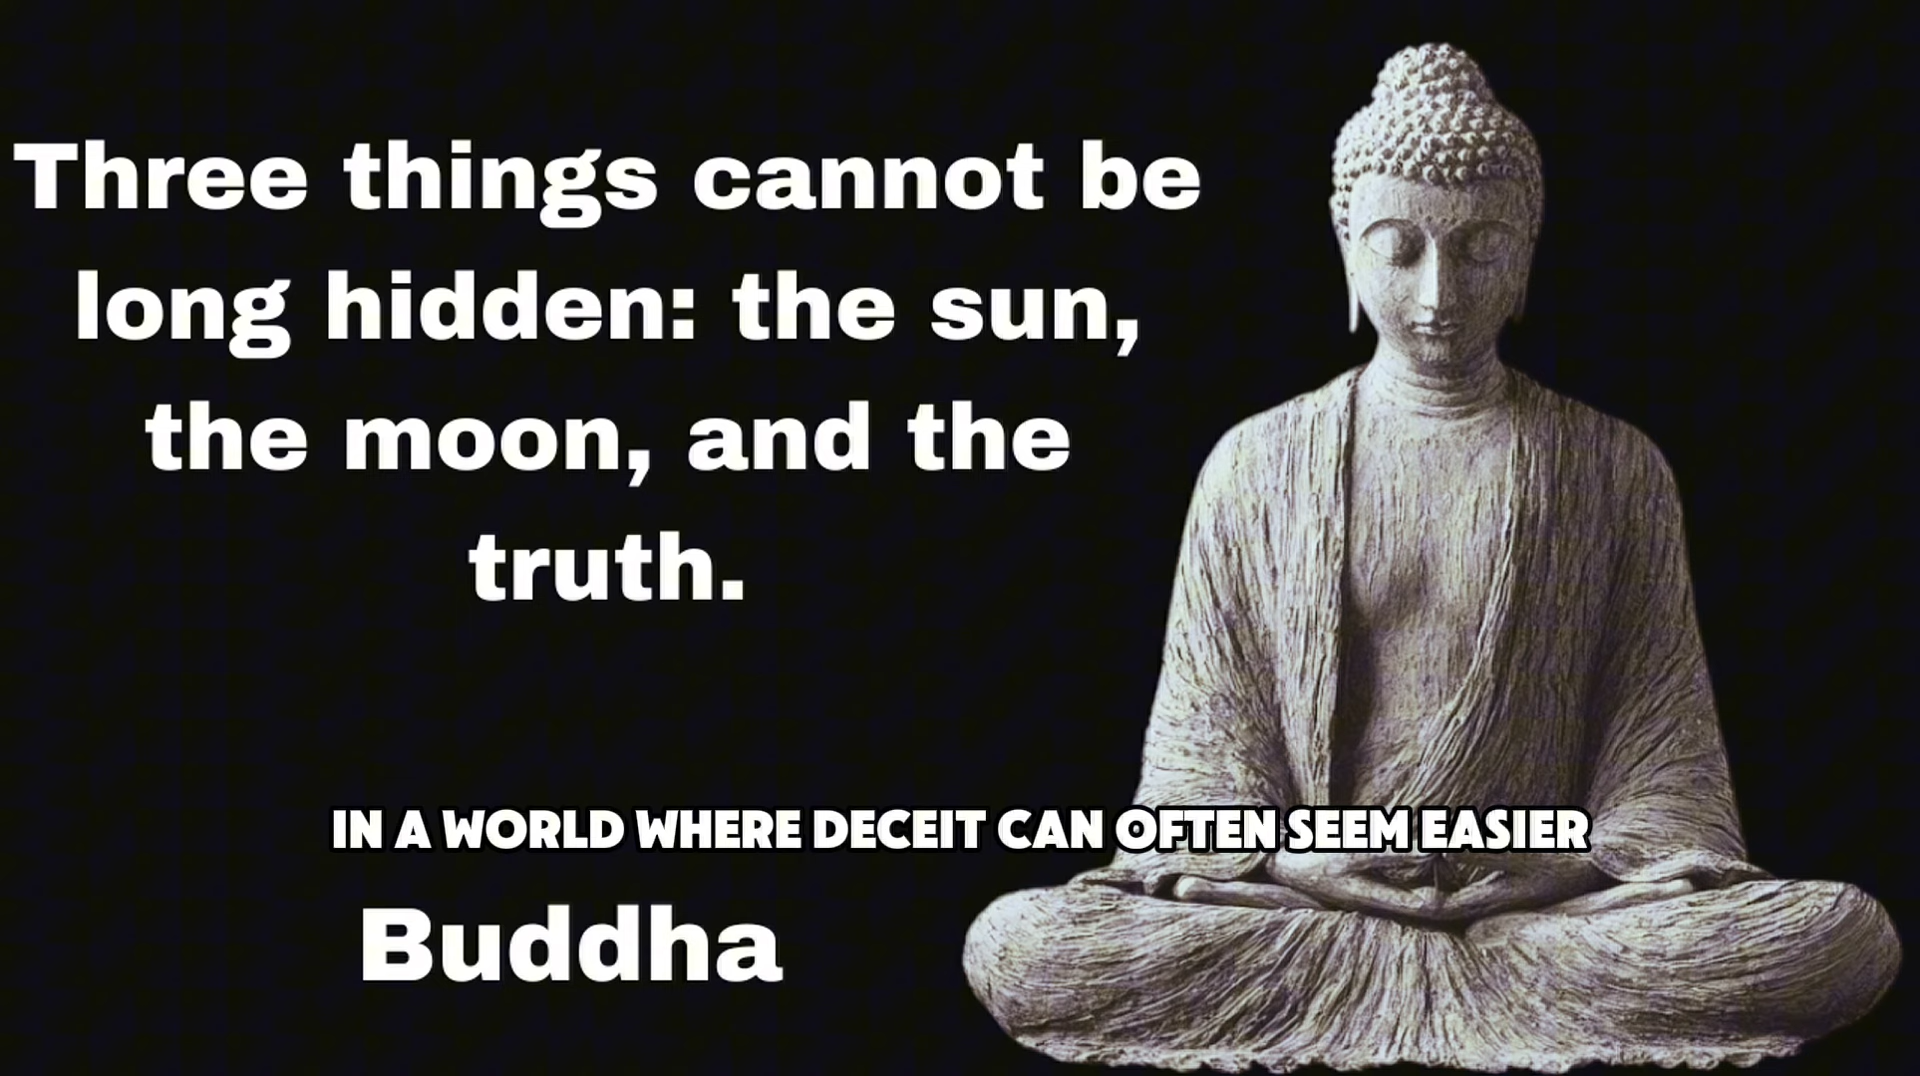 Three things cannot be
long hidden: the sun,
the moon, and the
truth.
IN A WORLD WHERE DECEIT CAN OFTEN SEEM EASIER
Buddha